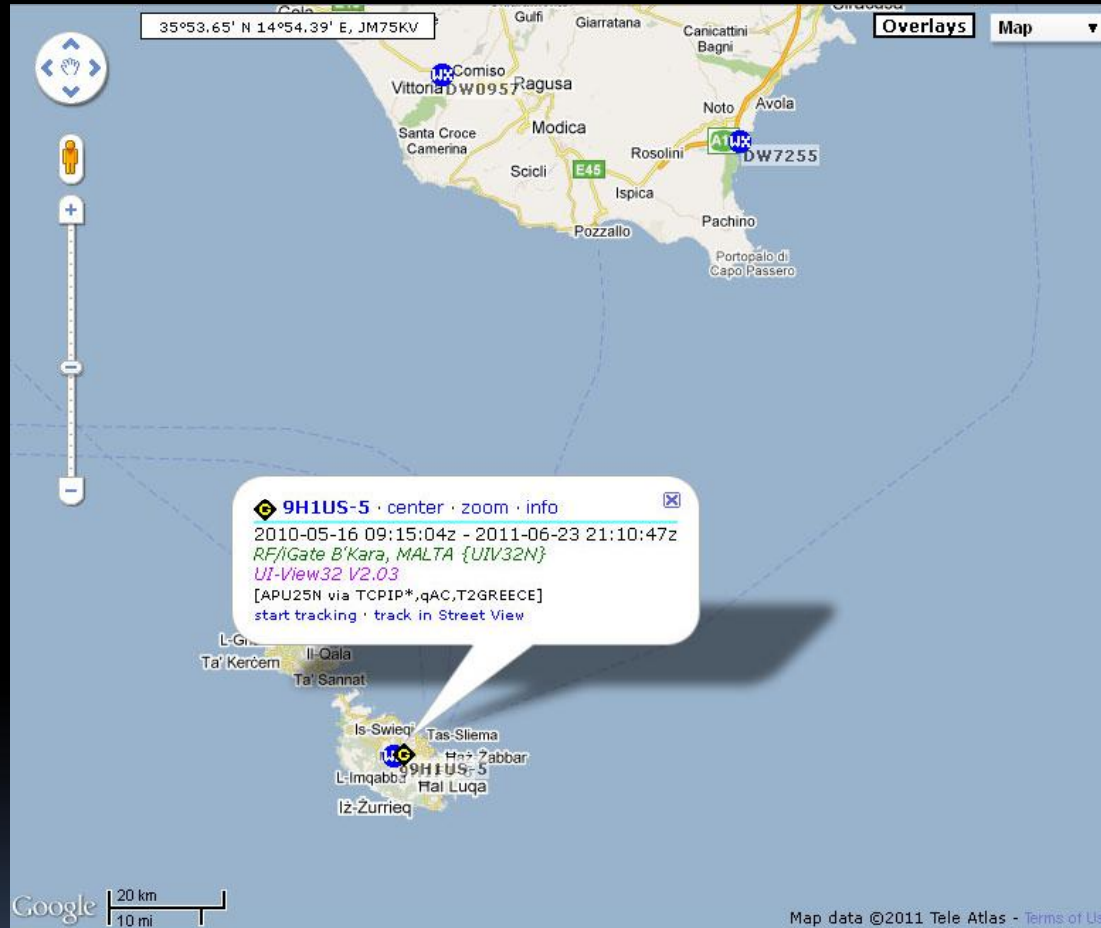 35°53.65' N 14°54.39' E, JM75KV
Overlays
Map
Gulfi
Giarratana
Canicattini
Bagni
WX
Comiso
Vittoria
DW0957
Ragusa
Noto
Avola
Santa Croce
Camerina
Modica
Rosolini
WX
DW7255
Scicli
E45
Ispica
Pachino
Pozzallo
Portopalo di
Capo Passero
+
−
−
G 9H1US-5 · center · zoom · info
2010-05-16 09:15:04z - 2011-06-23 21:10:47z
RF/iGate B'Kara, MALTA {UIV32N}
UI-View32 V2.03
[APU25N via TCPIP*,qAC,T2GREECE]
start tracking · track in Street View
Il-Qala
Ta' Kerċem
Ta' Sannat
Is-Swieqi
Tas-Sliema
G
Ħaż-Żabbar
9H1US-5
Ħal Luqa
Iż-Żurrieq
Google
20 km
10 mi
Map data ©2011 Tele Atlas - Terms of Us